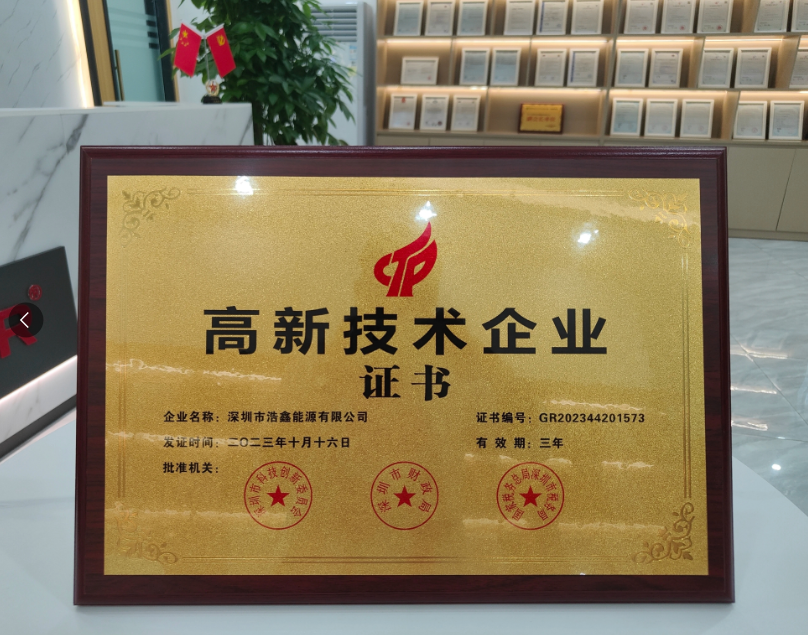 高新技术企业
证书
企业名称：深圳市浩鑫能源有限公司
证书编号：GR202344201573
发证时间：二〇二三年十月十六日
有 效 期：三年
批准机关：
深圳市科技创新委员会
深圳市财政局
国家税务总局深圳市税务局